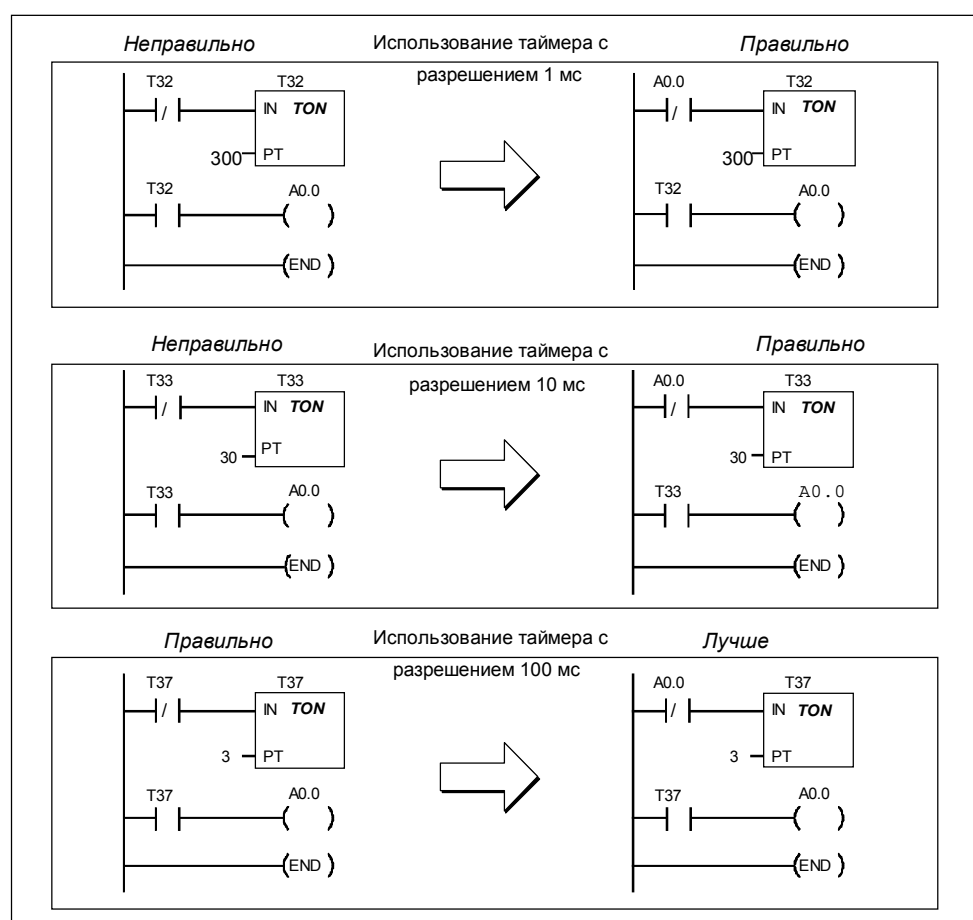 Неправильно
Использование таймера с
разрешением 1 мс
Правильно
T32
T32
IN TON
300
PT
T32
A0.0
END
A0.0
T32
IN TON
300
PT
T32
A0.0
END
Неправильно
Использование таймера с
разрешением 10 мс
Правильно
T33
T33
IN TON
30
PT
T33
A0.0
END
A0.0
T33
IN TON
30
PT
T33
A0.0
END
Правильно
Использование таймера с
разрешением 100 мс
Лучше
T37
T37
IN TON
3
PT
T37
A0.0
END
A0.0
T37
IN TON
3
PT
T37
A0.0
END